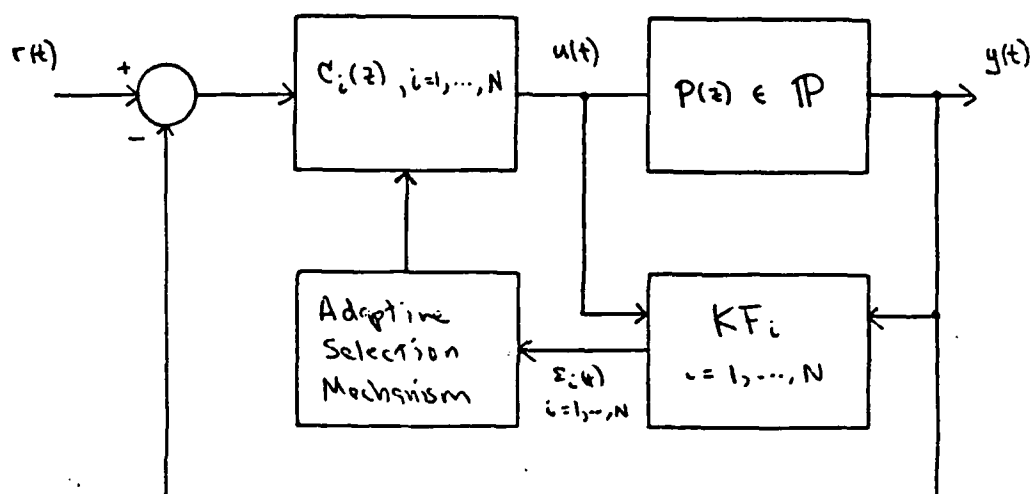 r(t)
+
−
C_i(z), i=1,...,N
u(t)
P(z) ∈ ℙ
y(t)
Adaptive
Selection
Mechanism
ε_i(t)
i=1,...,N
KF_i
i=1,...,N